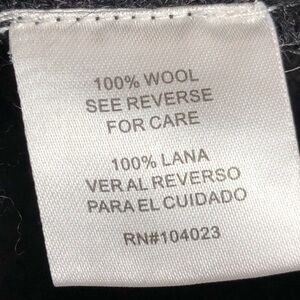 100% WOOL
SEE REVERSE
FOR CARE
100% LANA
VER AL REVERSO
PARA EL CUIDADO
RN#104023